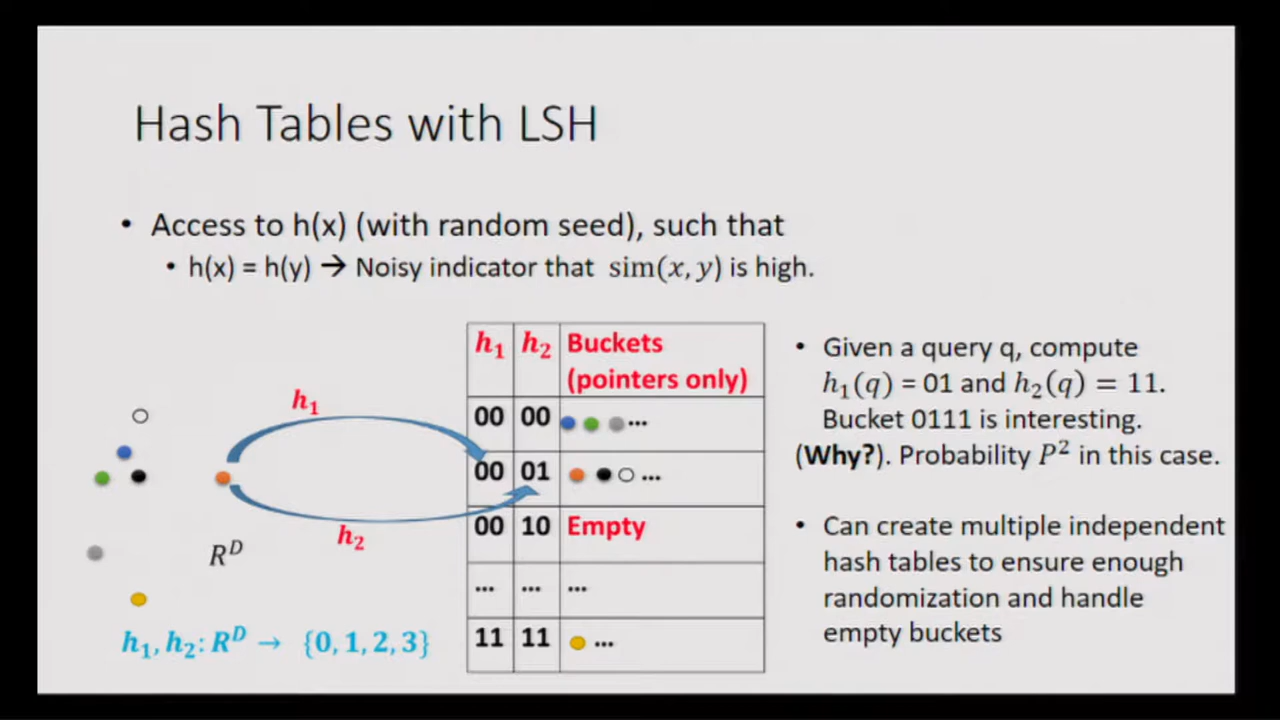 Hash Tables with LSH
• Access to h(x) (with random seed), such that
• h(x) = h(y) → Noisy indicator that sim(x, y) is high.
h₁
h₂
R^D
h₁, h₂: R^D → {0, 1, 2, 3}
h₁ h₂ Buckets
(pointers only)
00 00 ...
00 01 ...
00 10 Empty
... ... ...
11 11 ...
• Given a query q, compute
h₁(q) = 01 and h₂(q) = 11.
Bucket 0111 is interesting.
(Why?). Probability P² in this case.
• Can create multiple independent
hash tables to ensure enough
randomization and handle
empty buckets